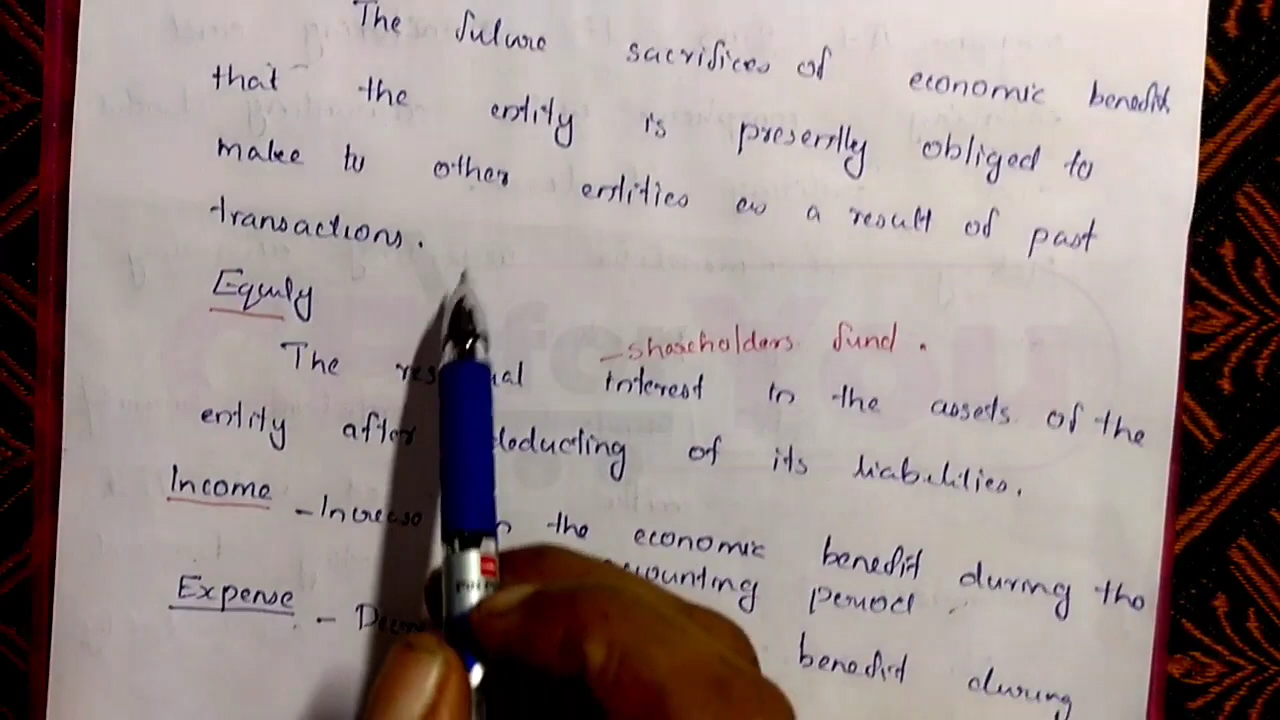 The future sacrifices of economic benefit
that the entity is presently obliged to
make to other entities as a result of past
transactions.
Equity
-shareholders fund.
The interest in the assets of the
entity after deducting of its liabilities.
Income - Increase the economic benefit during the
period
Expense - benefit during